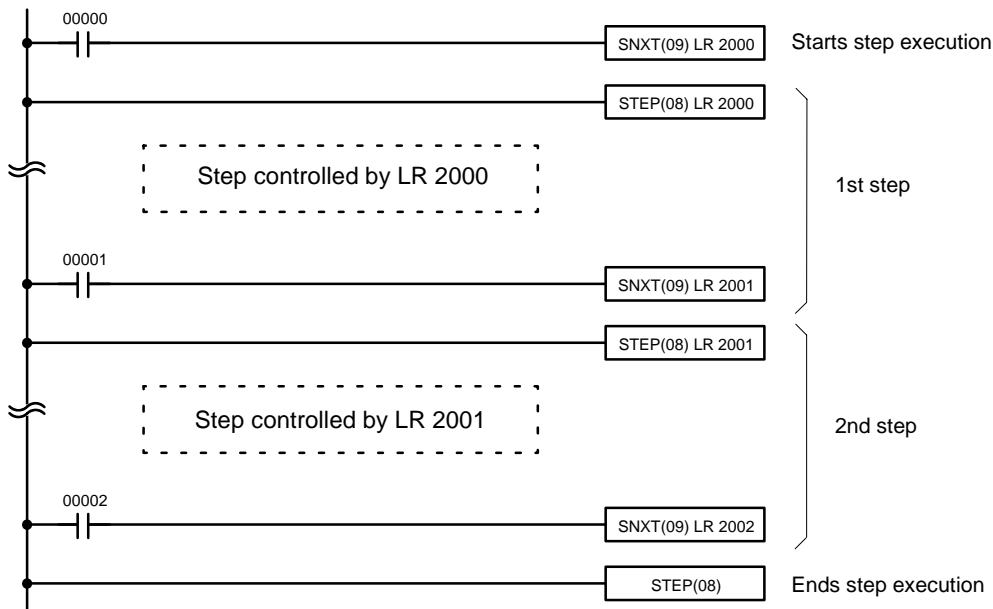 00000
SNXT(09) LR 2000
Starts step execution
STEP(08) LR 2000
Step controlled by LR 2000
1st step
00001
SNXT(09) LR 2001
STEP(08) LR 2001
Step controlled by LR 2001
2nd step
00002
SNXT(09) LR 2002
STEP(08)
Ends step execution